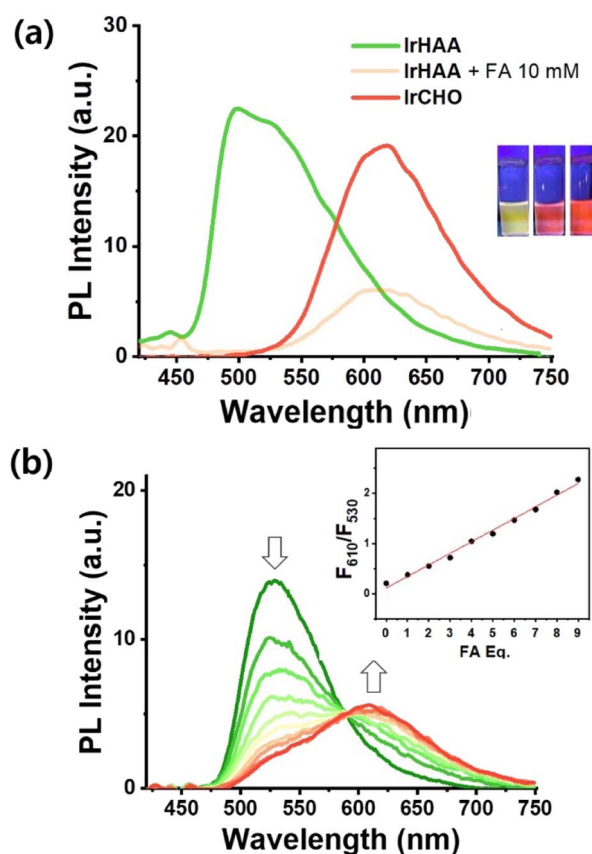 (a)
30
20
10
0
PL Intensity (a.u.)
IrHAA
IrHAA + FA 10 mM
IrCHO
450 500 550 600 650 700 750
Wavelength (nm)
(b)
20
10
0
PL Intensity (a.u.)
F610/F530
2
1
0
0 1 2 3 4 5 6 7 8 9
FA Eq.
450 500 550 600 650 700 750
Wavelength (nm)